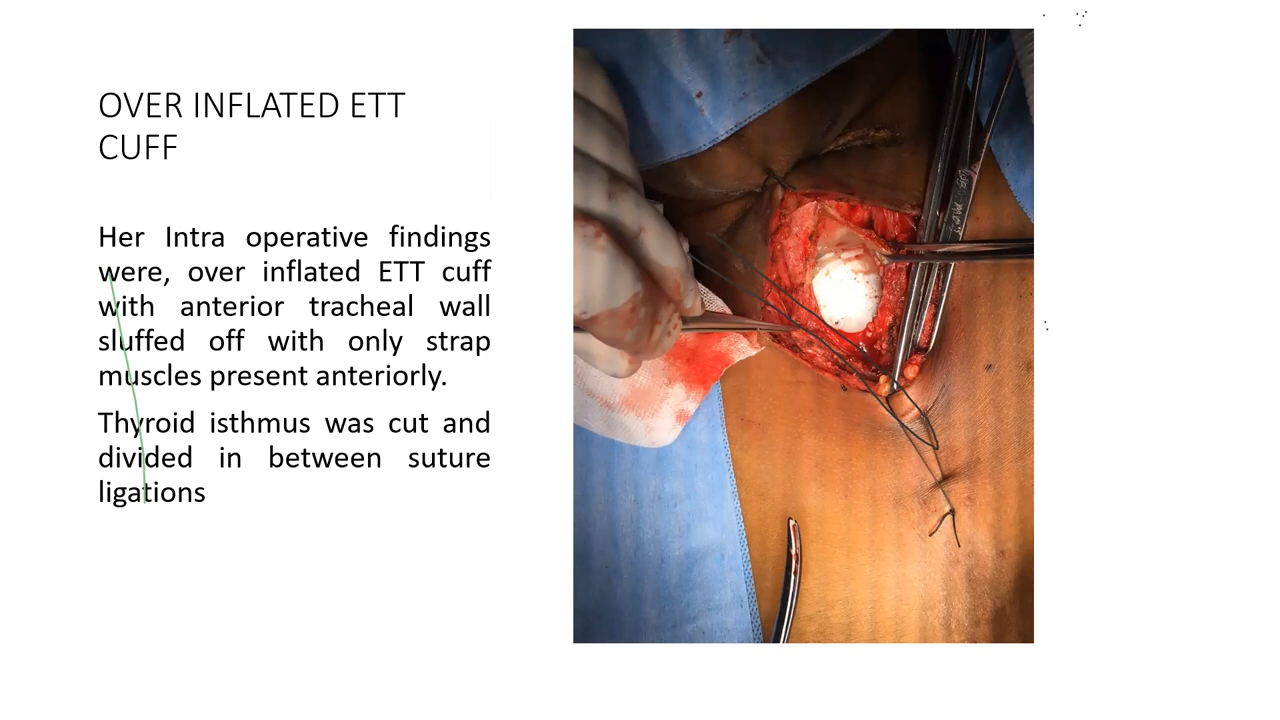 OVER INFLATED ETT
CUFF
Her Intra operative findings
were, over inflated ETT cuff
with anterior tracheal wall
sluffed off with only strap
muscles present anteriorly.
Thyroid isthmus was cut and
divided in between suture
ligations